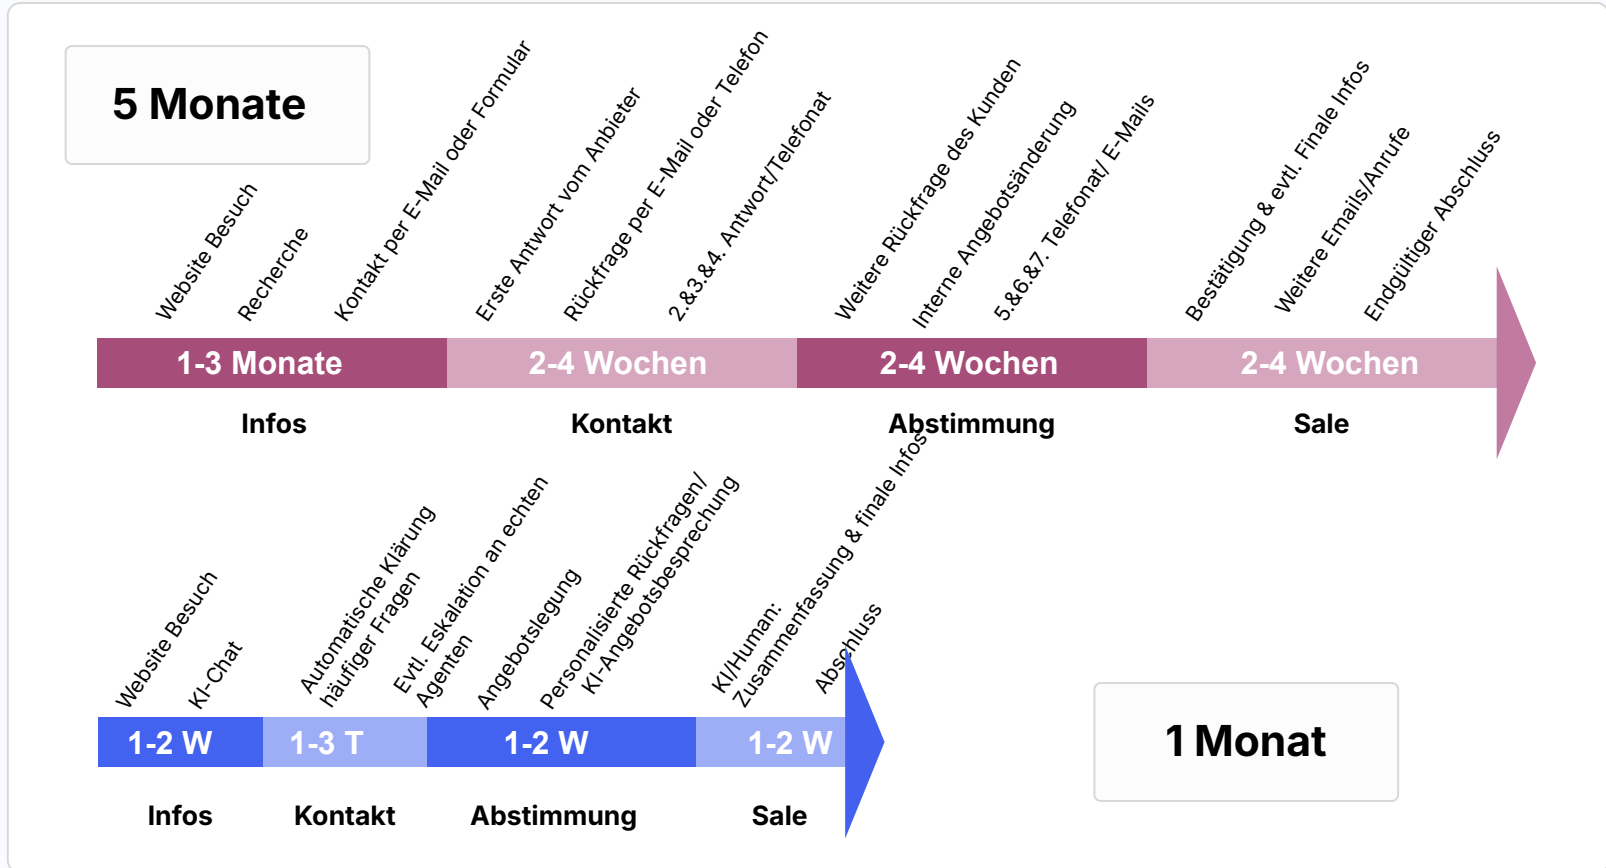 5 Monate
Website Besuch
Recherche
Kontakt per E-Mail oder Formular
Erste Antwort vom Anbieter
Rückfrage per E-Mail oder Telefon
2.&3.&4. Antwort/Telefonat
Weitere Rückfrage des Kunden
Interne Angebotsänderung
5.&6.&7. Telefonat/ E-Mails
Bestätigung & evtl. Finale Infos
Weitere Emails/Anrufe
Endgültiger Abschluss
1-3 Monate
2-4 Wochen
2-4 Wochen
2-4 Wochen
Infos
Kontakt
Abstimmung
Sale
Website Besuch
KI-Chat
Automatische Klärung
häufiger Fragen
Evtl. Eskalation an echten
Agenten
Angebotslegung
Personalisierte Rückfragen/
KI-Angebotsbesprechung
KI/Human:
Zusammenfassung & finale Infos
Abschluss
1-2 W
1-3 T
1-2 W
1-2 W
Infos
Kontakt
Abstimmung
Sale
1 Monat